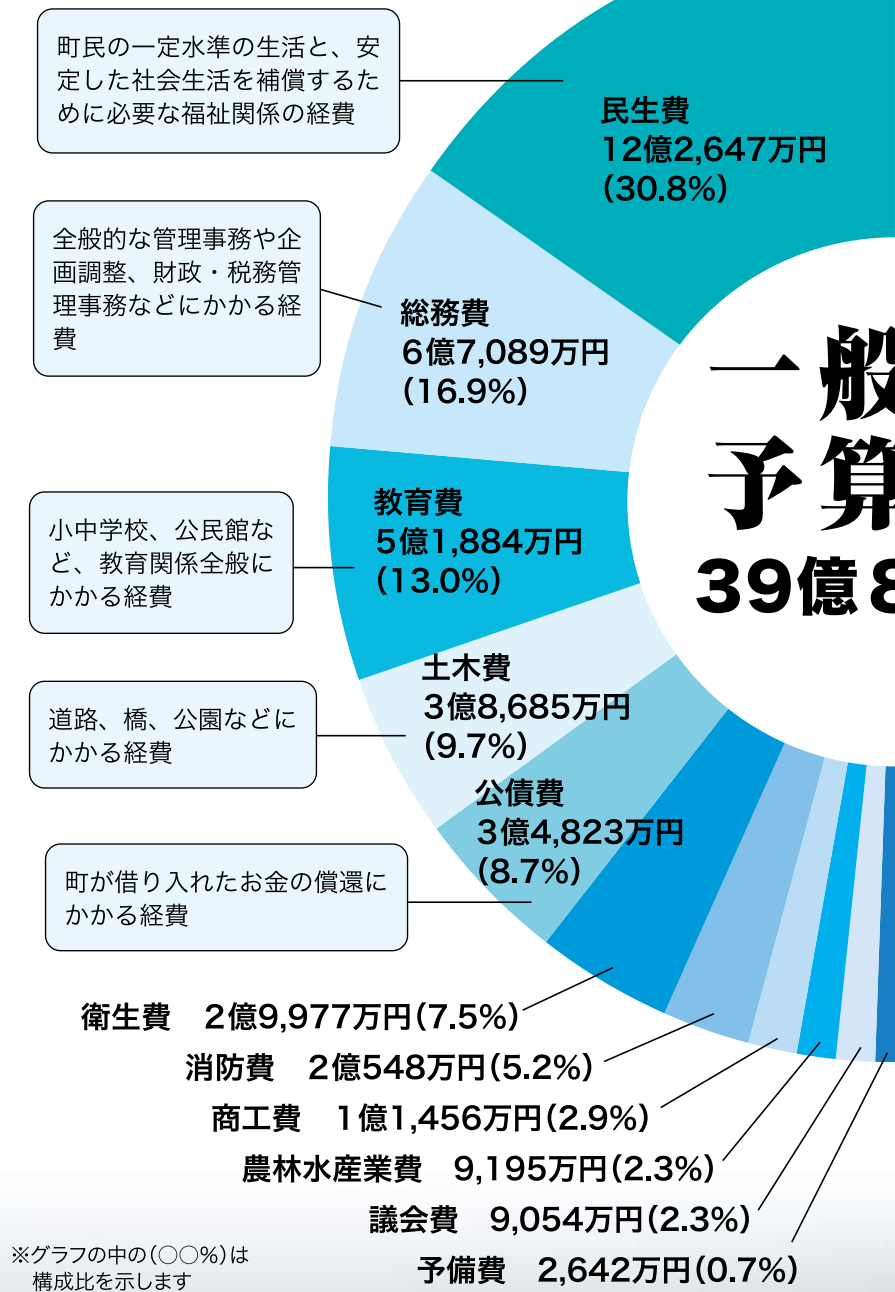 町民の一定水準の生活と、安
定した社会生活を補償するた
めに必要な福祉関係の経費
民生費
12億2,647万円
(30.8%)
全般的な管理事務や企
画調整、財政・税務管
理事務などにかかる経
費
総務費
6億7,089万円
(16.9%)
一般
予算
39億8
小中学校、公民館な
ど、教育関係全般に
かかる経費
教育費
5億1,884万円
(13.0%)
道路、橋、公園などに
かかる経費
土木費
3億8,685万円
(9.7%)
町が借り入れたお金の償還に
かかる経費
公債費
3億4,823万円
(8.7%)
衛生費　2億9,977万円(7.5%)
消防費　2億548万円(5.2%)
商工費　1億1,456万円(2.9%)
農林水産業費　9,195万円(2.3%)
議会費　9,054万円(2.3%)
予備費　2,642万円(0.7%)
※グラフの中の(○○%)は
構成比を示します